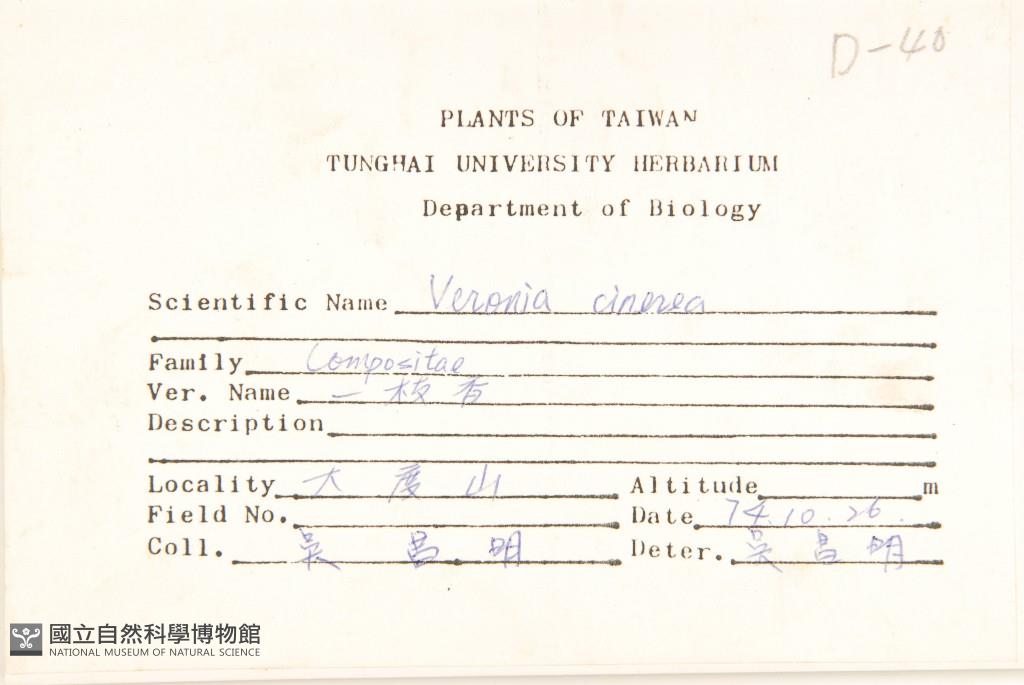 D-40
PLANTS OF TAIWAN
TUNGHAI UNIVERSITY HERBARIUM
Department of Biology
Scientific Name Veronia cinerea
Family Compositae
Ver. Name 一枝香
Description
Locality 大度山 Altitude m
Field No. Date 74.10.26.
Coll. 吳昌明 Deter. 吳昌明
國立自然科學博物館
NATIONAL MUSEUM OF NATURAL SCIENCE